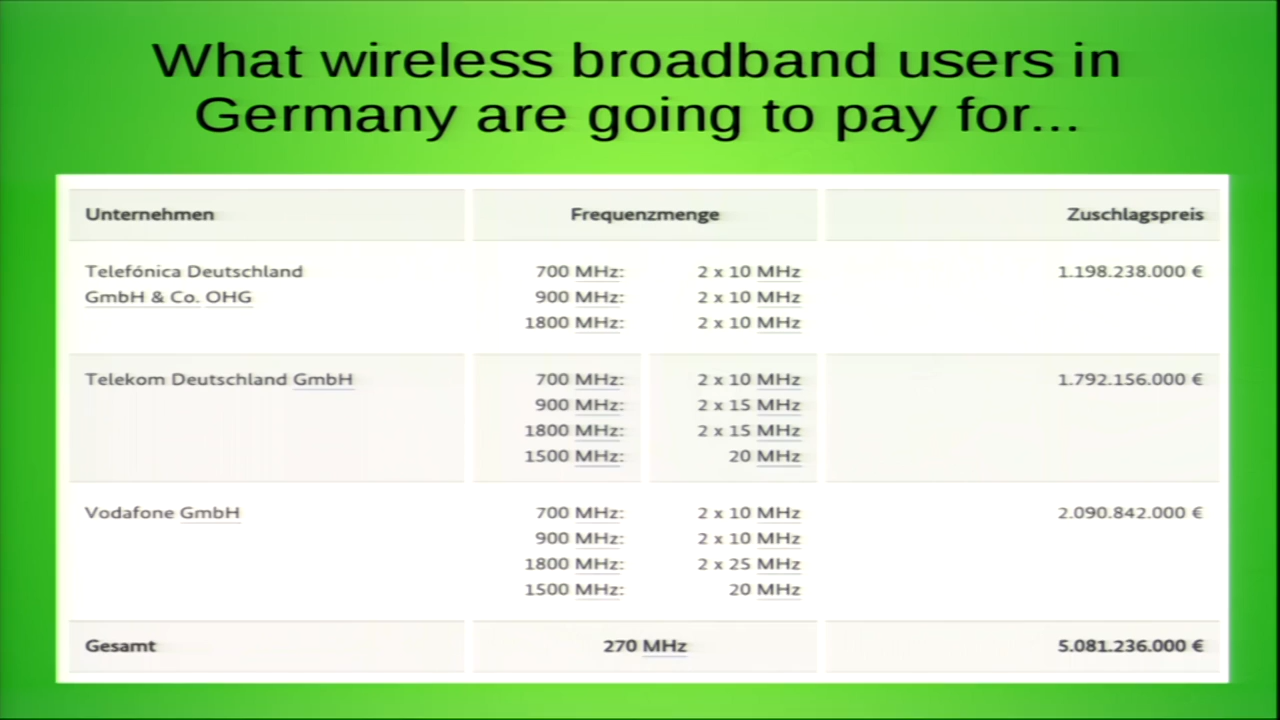 What wireless broadband users in
Germany are going to pay for...
Unternehmen Frequenzmenge Zuschlagspreis
Telefónica Deutschland 700 MHz: 2 x 10 MHz 1.198.238.000 €
GmbH & Co. OHG 900 MHz: 2 x 10 MHz
1800 MHz: 2 x 10 MHz
Telekom Deutschland GmbH 700 MHz: 2 x 10 MHz 1.792.156.000 €
900 MHz: 2 x 15 MHz
1800 MHz: 2 x 15 MHz
1500 MHz: 20 MHz
Vodafone GmbH 700 MHz: 2 x 10 MHz 2.090.842.000 €
900 MHz: 2 x 10 MHz
1800 MHz: 2 x 25 MHz
1500 MHz: 20 MHz
Gesamt 270 MHz 5.081.236.000 €